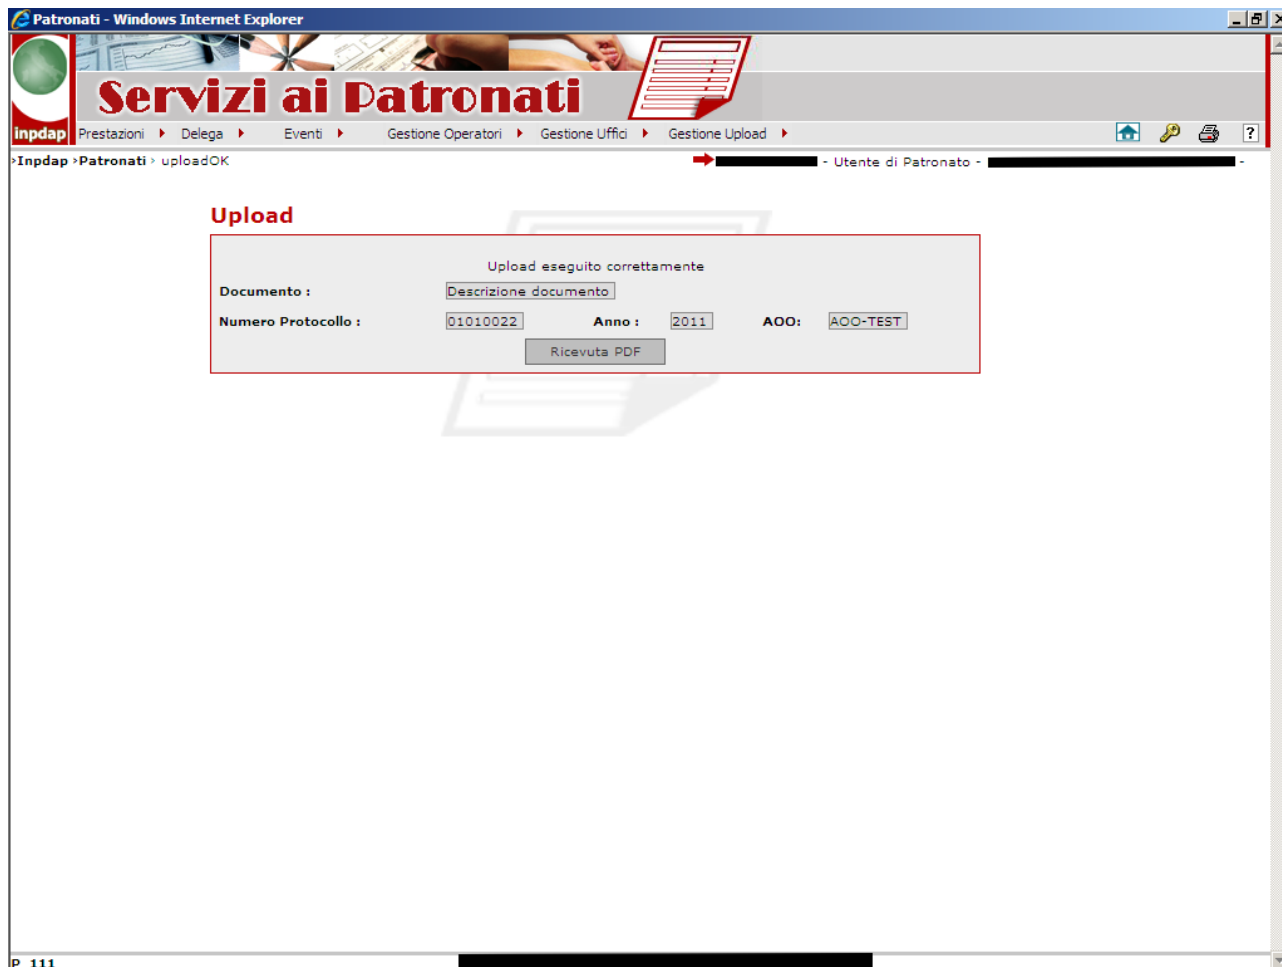 Patronati - Windows Internet Explorer
Servizi ai Patronati
inpdap Prestazioni Delega Eventi Gestione Operatori Gestione Uffici Gestione Upload ?
>Inpdap >Patronati > uploadOK - Utente di Patronato - -
Upload
Upload eseguito correttamente
Documento : Descrizione documento
Numero Protocollo : 01010022 Anno : 2011 AOO: AOO-TEST
Ricevuta PDF
P 111